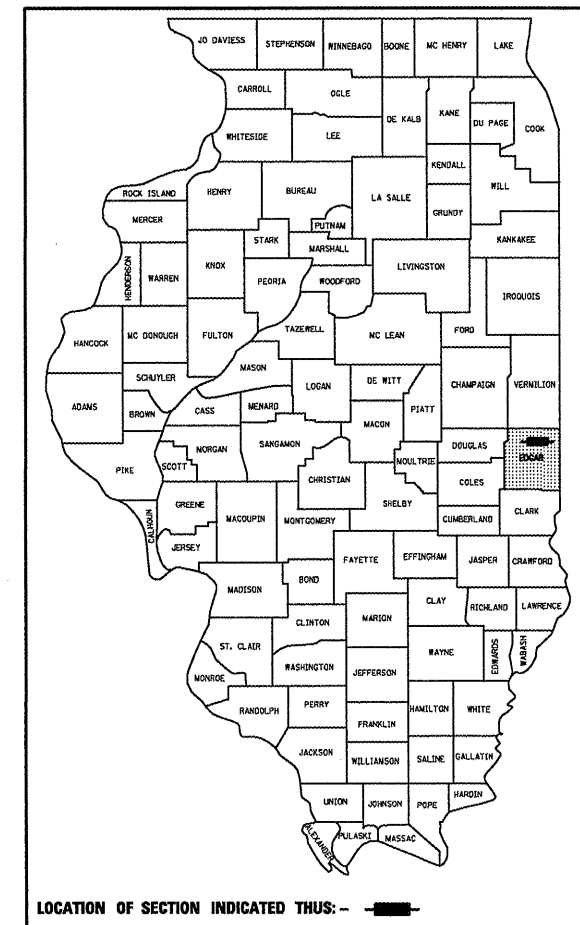 JO DAVIESS
STEPHENSON
WINNEBAGO
BOONE
MC HENRY
LAKE
CARROLL
OGLE
DE KALB
KANE
DU PAGE
COOK
WHITESIDE
LEE
KENDALL
WILL
ROCK ISLAND
HENRY
BUREAU
LA SALLE
GRUNDY
MERCER
PUTNAM
STARK
MARSHALL
KANKAKEE
HENDERSON
WARREN
KNOX
PEORIA
WOODFORD
LIVINGSTON
IROQUOIS
HANCOCK
MC DONOUGH
FULTON
TAZEWELL
MC LEAN
FORD
SCHUYLER
MASON
LOGAN
DE WITT
CHAMPAIGN
VERMILION
ADAMS
BROWN
CASS
MENARD
MACON
PIATT
PIKE
SCOTT
MORGAN
SANGAMON
CHRISTIAN
MOULTRIE
DOUGLAS
EDGAR
COLES
SHELBY
CALHOUN
GREENE
MACOUPIN
MONTGOMERY
CUMBERLAND
CLARK
JERSEY
FAYETTE
EFFINGHAM
JASPER
CRAWFORD
MADISON
BOND
CLAY
RICHLAND
LAWRENCE
CLINTON
MARION
ST. CLAIR
WAYNE
EDWARDS
WABASH
WASHINGTON
JEFFERSON
MONROE
RANDOLPH
PERRY
HAMILTON
WHITE
FRANKLIN
JACKSON
WILLIAMSON
SALINE
GALLATIN
UNION
JOHNSON
POPE
HARDIN
ALEXANDER
PULASKI
MASSAC
LOCATION OF SECTION INDICATED THUS: -